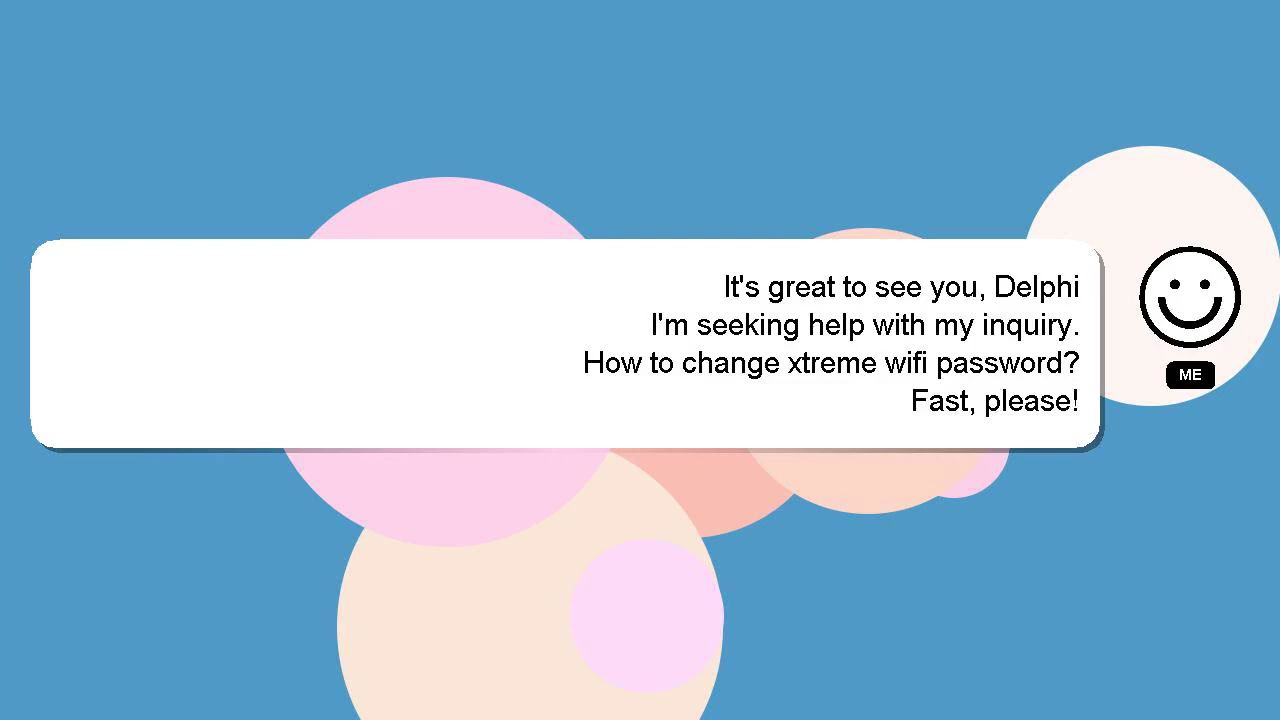 It's great to see you, Delphi
I'm seeking help with my inquiry.
How to change xtreme wifi password?
Fast, please!
ME